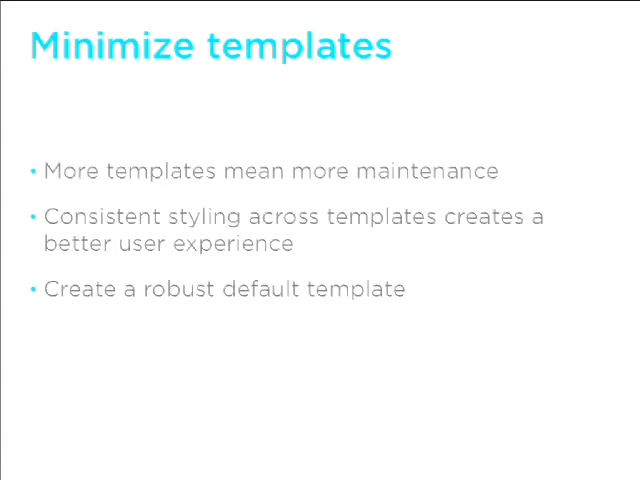 Minimize templates
• More templates mean more maintenance
• Consistent styling across templates creates a
better user experience
• Create a robust default template